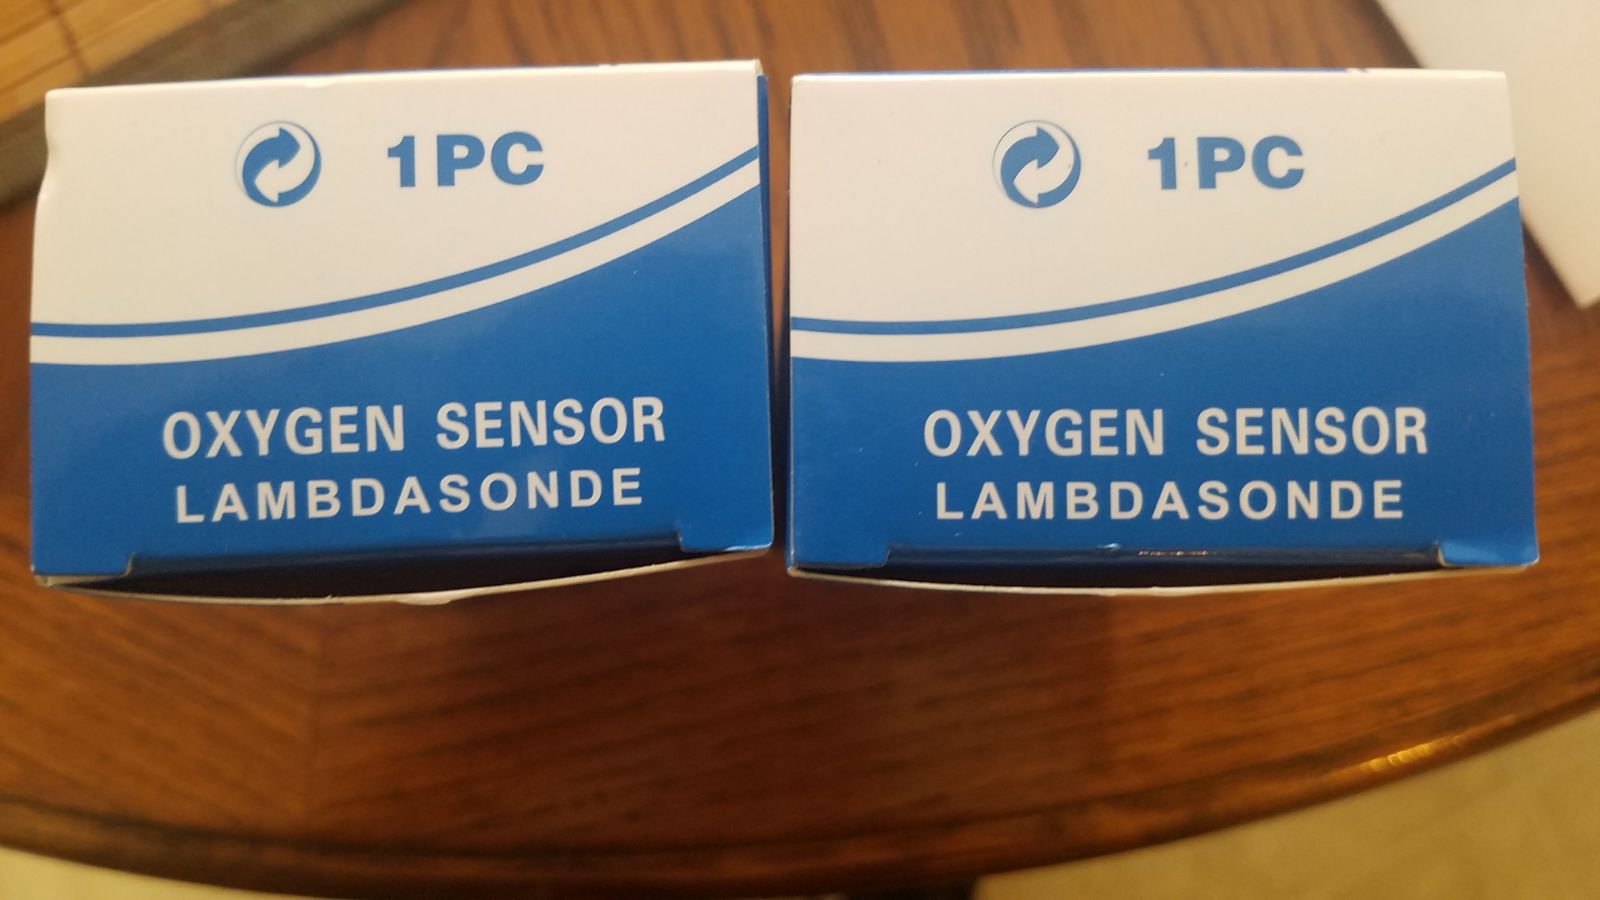 1PC
OXYGEN SENSOR
LAMBDASONDE
1PC
OXYGEN SENSOR
LAMBDASONDE